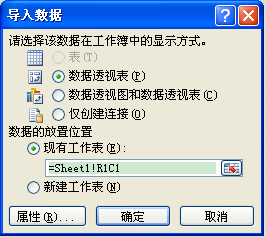 导入数据
请选择该数据在工作簿中的显示方式。
表(T)
数据透视表(P)
数据透视图和数据透视表(C)
仅创建连接(O)
数据的放置位置
现有工作表(E):
=Sheet1!R1C1
新建工作表(N)
属性(R)... 确定 取消